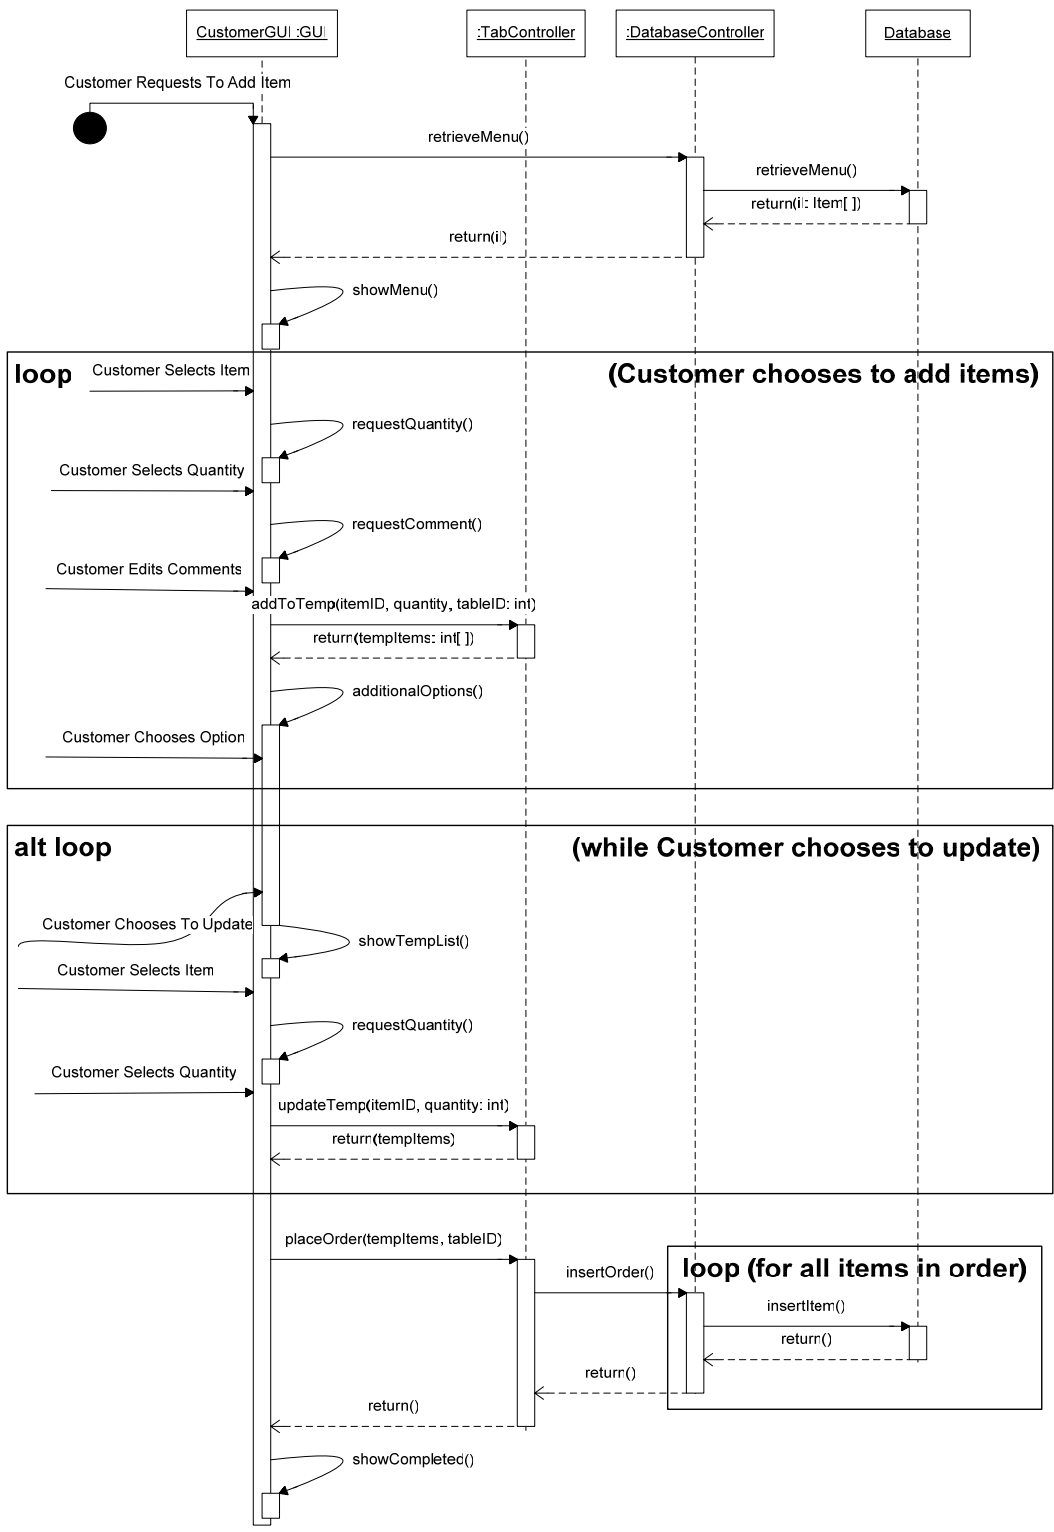 CustomerGUI :GUI
:TabController
:DatabaseController
Database
Customer Requests To Add Item
retrieveMenu()
retrieveMenu()
return(il: Item[ ])
return(il)
showMenu()
loop
(Customer chooses to add items)
Customer Selects Item
requestQuantity()
Customer Selects Quantity
requestComment()
Customer Edits Comments
addToTemp(itemID, quantity, tableID: int)
return(tempItems: int[ ])
additionalOptions()
Customer Chooses Option
alt loop
(while Customer chooses to update)
Customer Chooses To Update
showTempList()
Customer Selects Item
requestQuantity()
Customer Selects Quantity
updateTemp(itemID, quantity: int)
return(tempItems)
placeOrder(tempItems, tableID)
loop (for all items in order)
insertOrder()
insertItem()
return()
return()
return()
showCompleted()